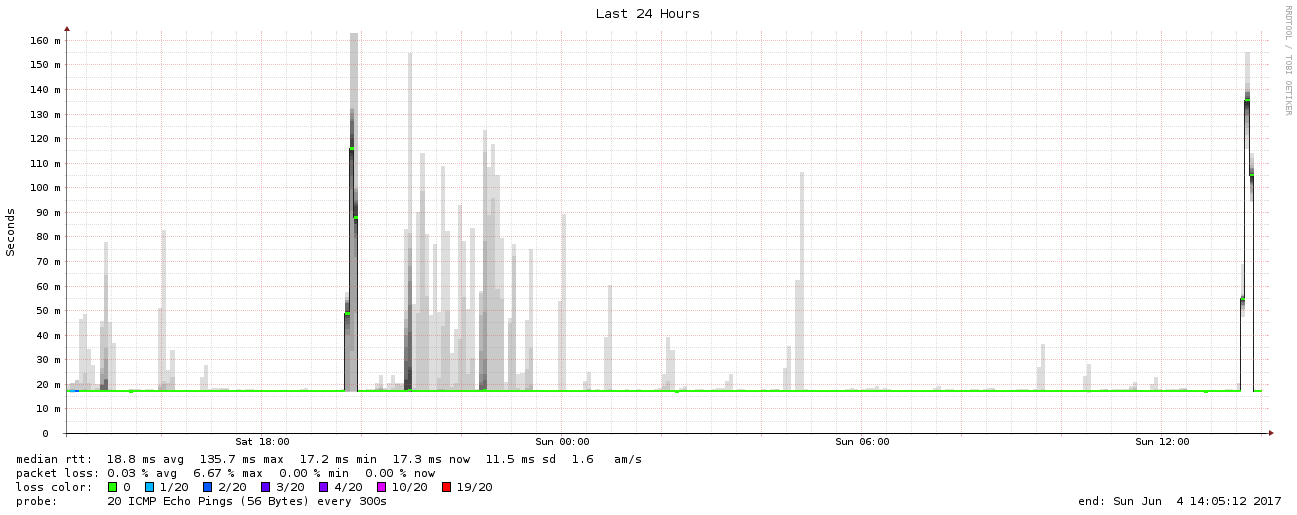 Last 24 Hours
RRDTOOL / TOBI OETIKER
Seconds
160 m
150 m
140 m
130 m
120 m
110 m
100 m
90 m
80 m
70 m
60 m
50 m
40 m
30 m
20 m
10 m
0
Sat 18:00 Sun 00:00 Sun 06:00 Sun 12:00
median rtt: 18.8 ms avg 135.7 ms max 17.2 ms min 17.3 ms now 11.5 ms sd 1.6 am/s
packet loss: 0.03 % avg 6.67 % max 0.00 % min 0.00 % now
loss color: 0 1/20 2/20 3/20 4/20 10/20 19/20
probe: 20 ICMP Echo Pings (56 Bytes) every 300s end: Sun Jun 4 14:05:12 2017